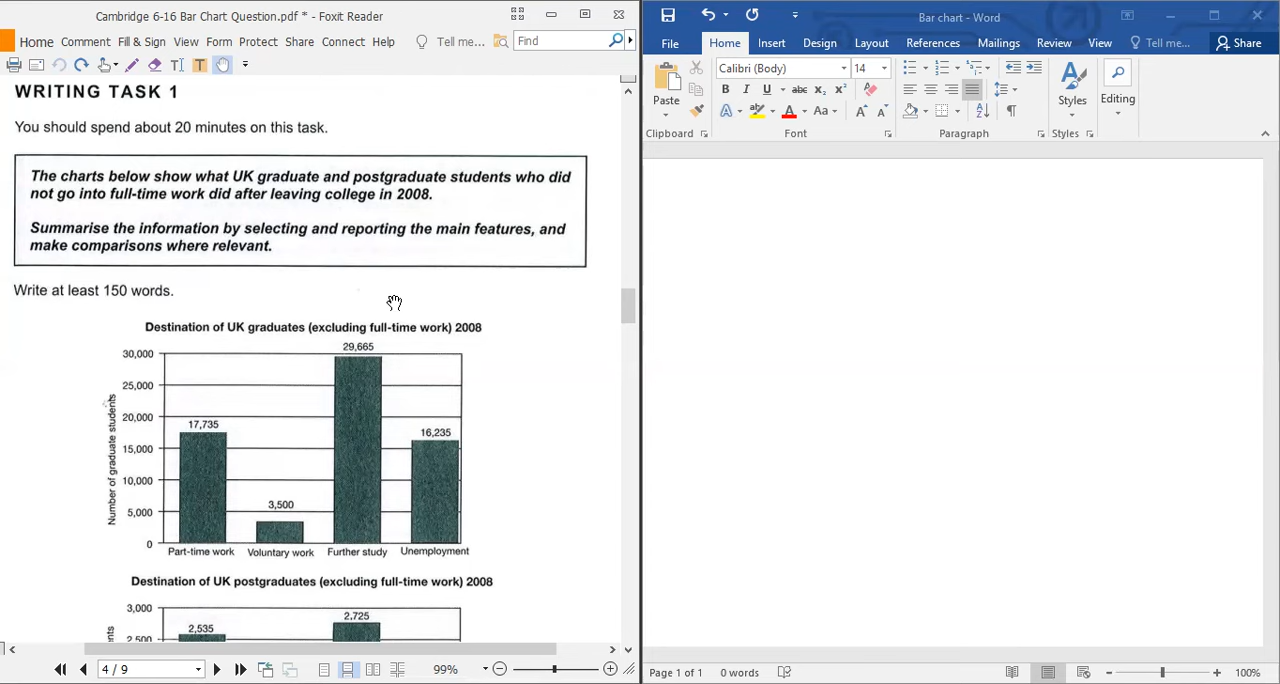 Cambridge 6-16 Bar Chart Question.pdf * - Foxit Reader
Home Comment Fill & Sign View Form Protect Share Connect Help Tell me... Find
WRITING TASK 1
You should spend about 20 minutes on this task.
The charts below show what UK graduate and postgraduate students who did
not go into full-time work did after leaving college in 2008.
Summarise the information by selecting and reporting the main features, and
make comparisons where relevant.
Write at least 150 words.
Destination of UK graduates (excluding full-time work) 2008
Number of graduate students
30,000
25,000
20,000
15,000
10,000
5,000
0
29,665
17,735
16,235
3,500
Part-time work Voluntary work Further study Unemployment
Destination of UK postgraduates (excluding full-time work) 2008
3,000
2,725
2,535
2,500
4 / 9
99%
Bar chart - Word
File Home Insert Design Layout References Mailings Review View Tell me... Share
Calibri (Body) 14
Paste
B I U abc x₂ x²
A ab A Aa A A
Styles
Editing
Clipboard Font Paragraph Styles
Page 1 of 1 0 words
100%